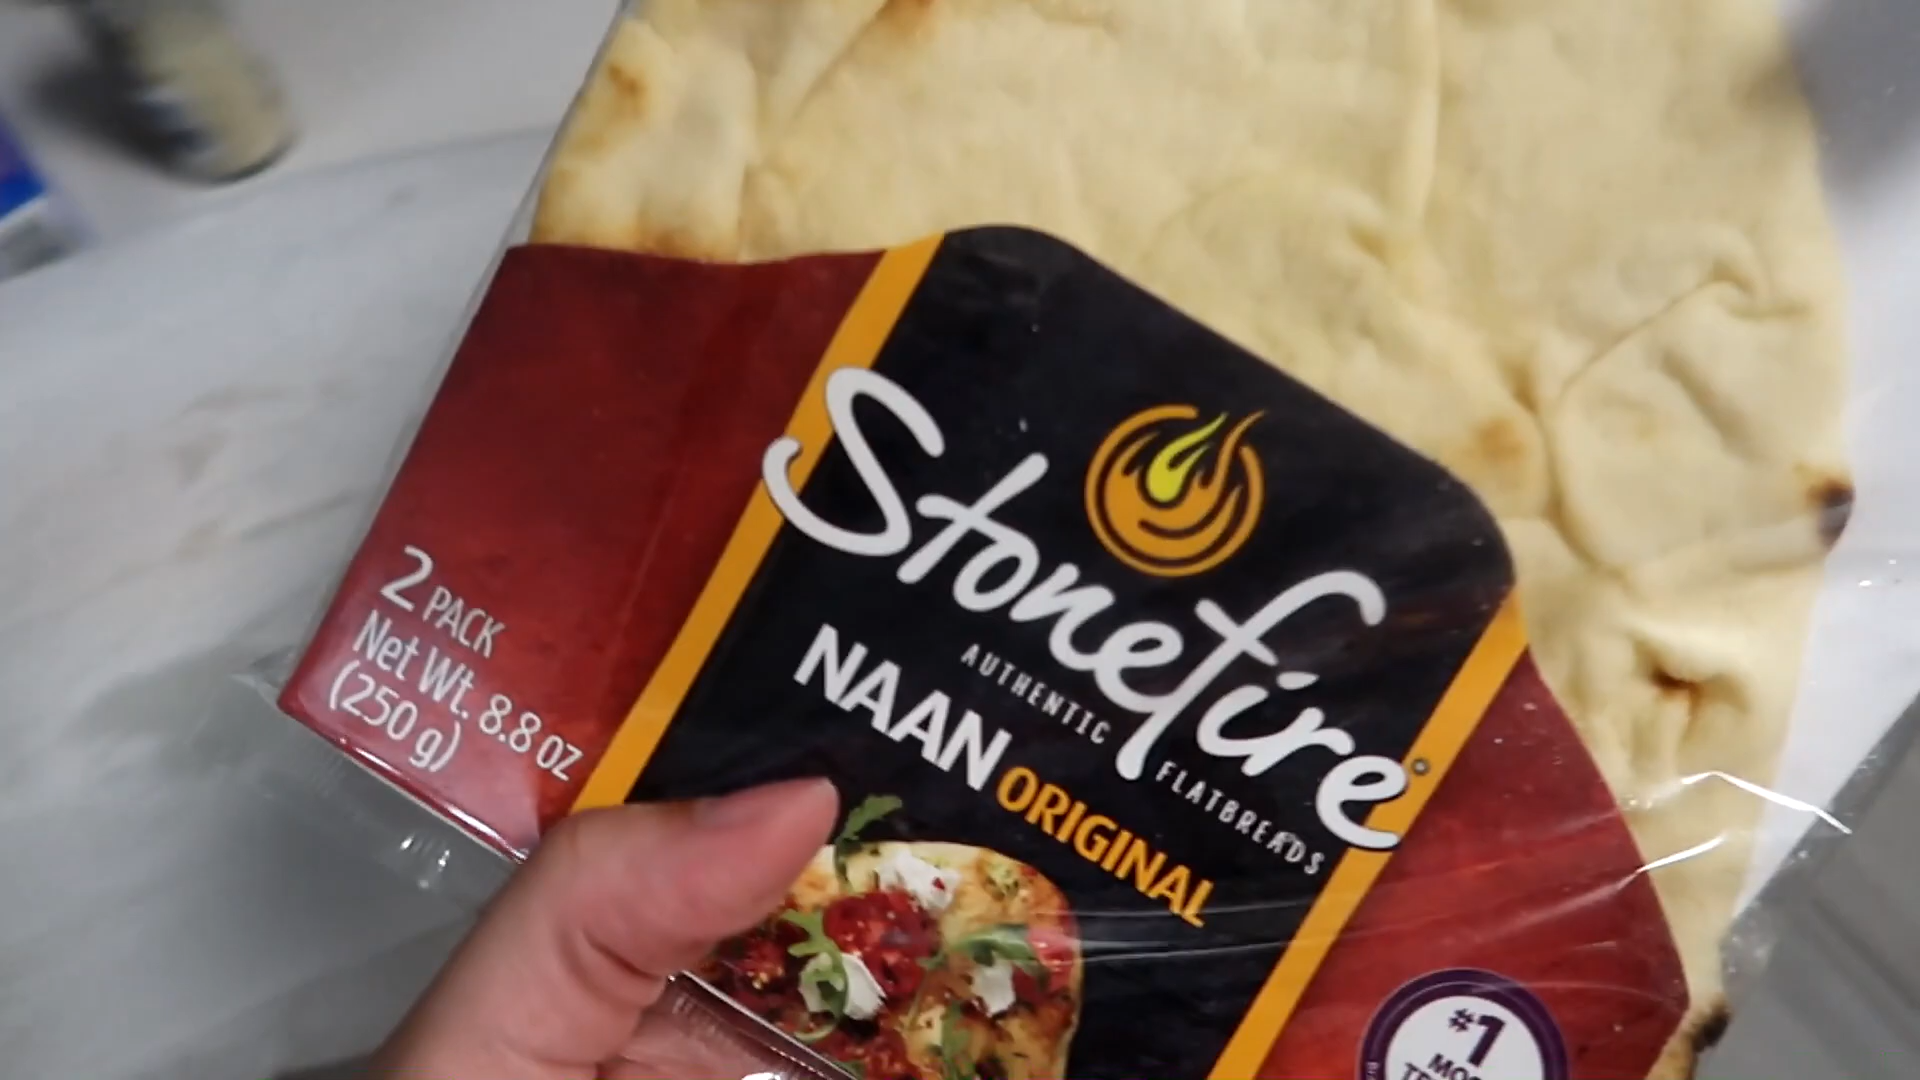 Stonefire
AUTHENTIC FLATBREADS
NAAN ORIGINAL
2 PACK
Net Wt. 8.8 OZ
(250 g)
#1